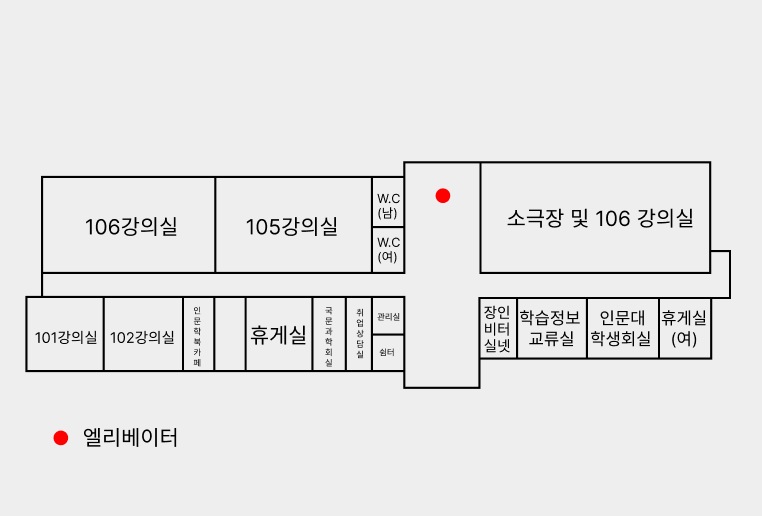 106강의실
105강의실
W.C
(남)
W.C
(여)
소극장 및 106 강의실
101강의실
102강의실
인
문
학
북
카
페
휴게실
국
문
과
학
회
실
취
업
상
담
실
관리실
쉼터
장인
비터
실넷
학습정보
교류실
인문대
학생회실
휴게실
(여)
엘리베이터